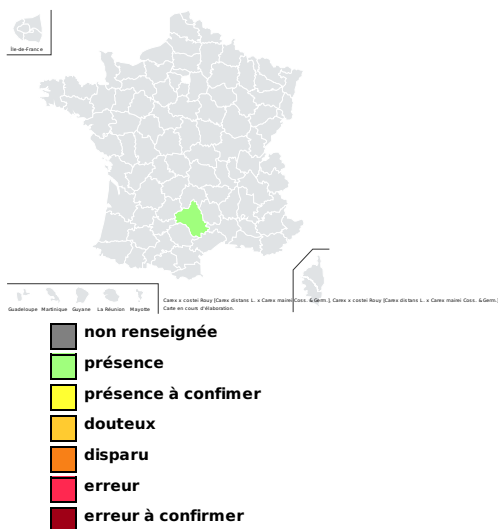 Île-de-France
Guadeloupe Martinique Guyane La Réunion Mayotte
Carex x costei Rouy [Carex distans L. x Carex mairei Coss. & Germ.], Carex x costei Rouy [Carex distans L. x Carex mairei Coss. & Germ.]
Carte en cours d'élaboration.
non renseignée
présence
présence à confimer
douteux
disparu
erreur
erreur à confirmer